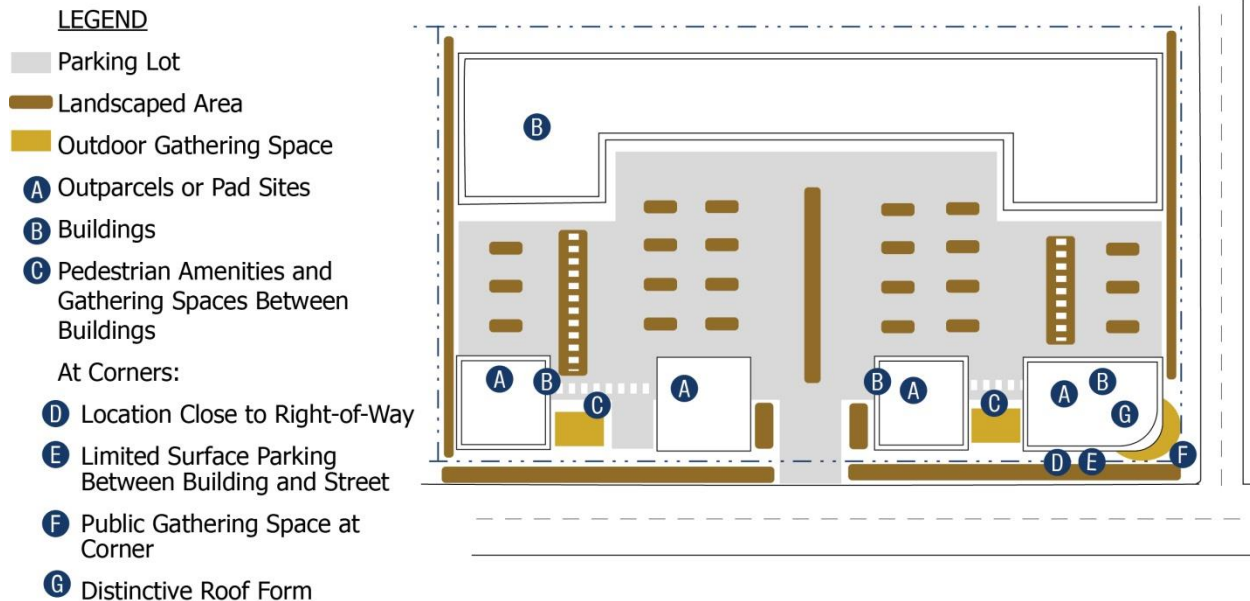 LEGEND
Parking Lot
Landscaped Area
Outdoor Gathering Space
A Outparcels or Pad Sites
B Buildings
C Pedestrian Amenities and
Gathering Spaces Between
Buildings
At Corners:
D Location Close to Right-of-Way
E Limited Surface Parking
Between Building and Street
F Public Gathering Space at
Corner
G Distinctive Roof Form
B
A
B
C
A
B
A
C
A
B
G
D
E
F